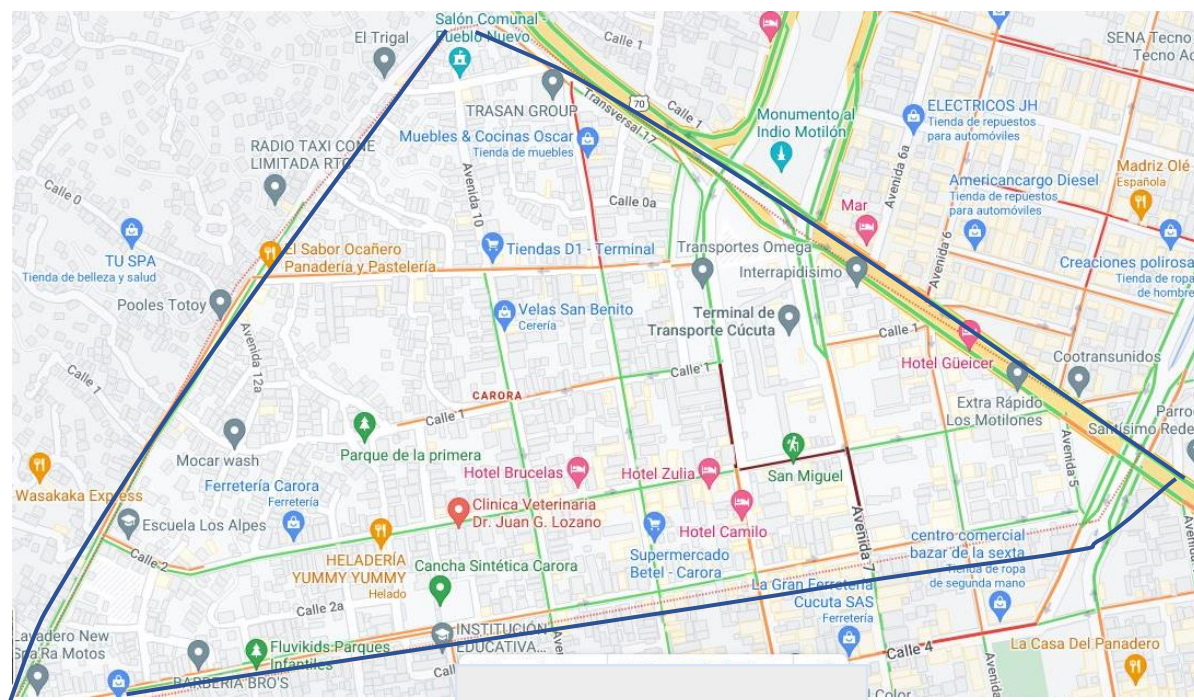 Salón Comunal -
Pueblo Nuevo
El Trigal
Calle 1
SENA Tecno
Tecno Ac
TRASAN GROUP
70
Transversal 17
Calle 1
Monumento al
Indio Motilón
ELECTRICOS JH
Tienda de repuestos
para automóviles
Muebles & Cocinas Oscar
Tienda de muebles
RADIO TAXI CONE
LIMITADA RTC
Avenida 6a
Madriz Olé
Española
Americancargo Diesel
Tienda de repuestos
para automóviles
Calle 0
Avenida 10
Calle 0a
Mar
Avenida 6
TU SPA
Tienda de belleza y salud
El Sabor Ocañero
Panadería y Pastelería
Tiendas D1 - Terminal
Transportes Omega
Interrapidisimo
Creaciones polirosa
Tienda de ropa
de hombre
Pooles Totoy
Velas San Benito
Cerería
Terminal de
Transporte Cúcuta
Avenida 12a
Calle 1
Hotel Güeicer
Cootransunidos
Calle 1
Calle 1
CARORA
Calle 1
Extra Rápido
Los Motilones
Parro
Santísimo Rede
Mocar wash
Parque de la primera
Hotel Brucelas
Hotel Zulia
San Miguel
Avenida 5
Wasakaka Express
Ferretería Carora
Ferretería
Clinica Veterinaria
Dr. Juan G. Lozano
Hotel Camilo
Escuela Los Alpes
Calle 2
HELADERÍA
YUMMY YUMMY
Helado
Cancha Sintética Carora
Supermercado
Betel - Carora
Avenida 7
centro comercial
bazar de la sexta
Tienda de ropa
de segunda mano
La Gran Ferretería
Cucuta SAS
Ferretería
Calle 2a
Lavadero New
Spa'Ra Motos
Fluvikids Parques
Infantiles
INSTITUCIÓN
EDUCATIVA...
Calle 4
La Casa Del Panadero
BARBERIA BRO'S
l Color